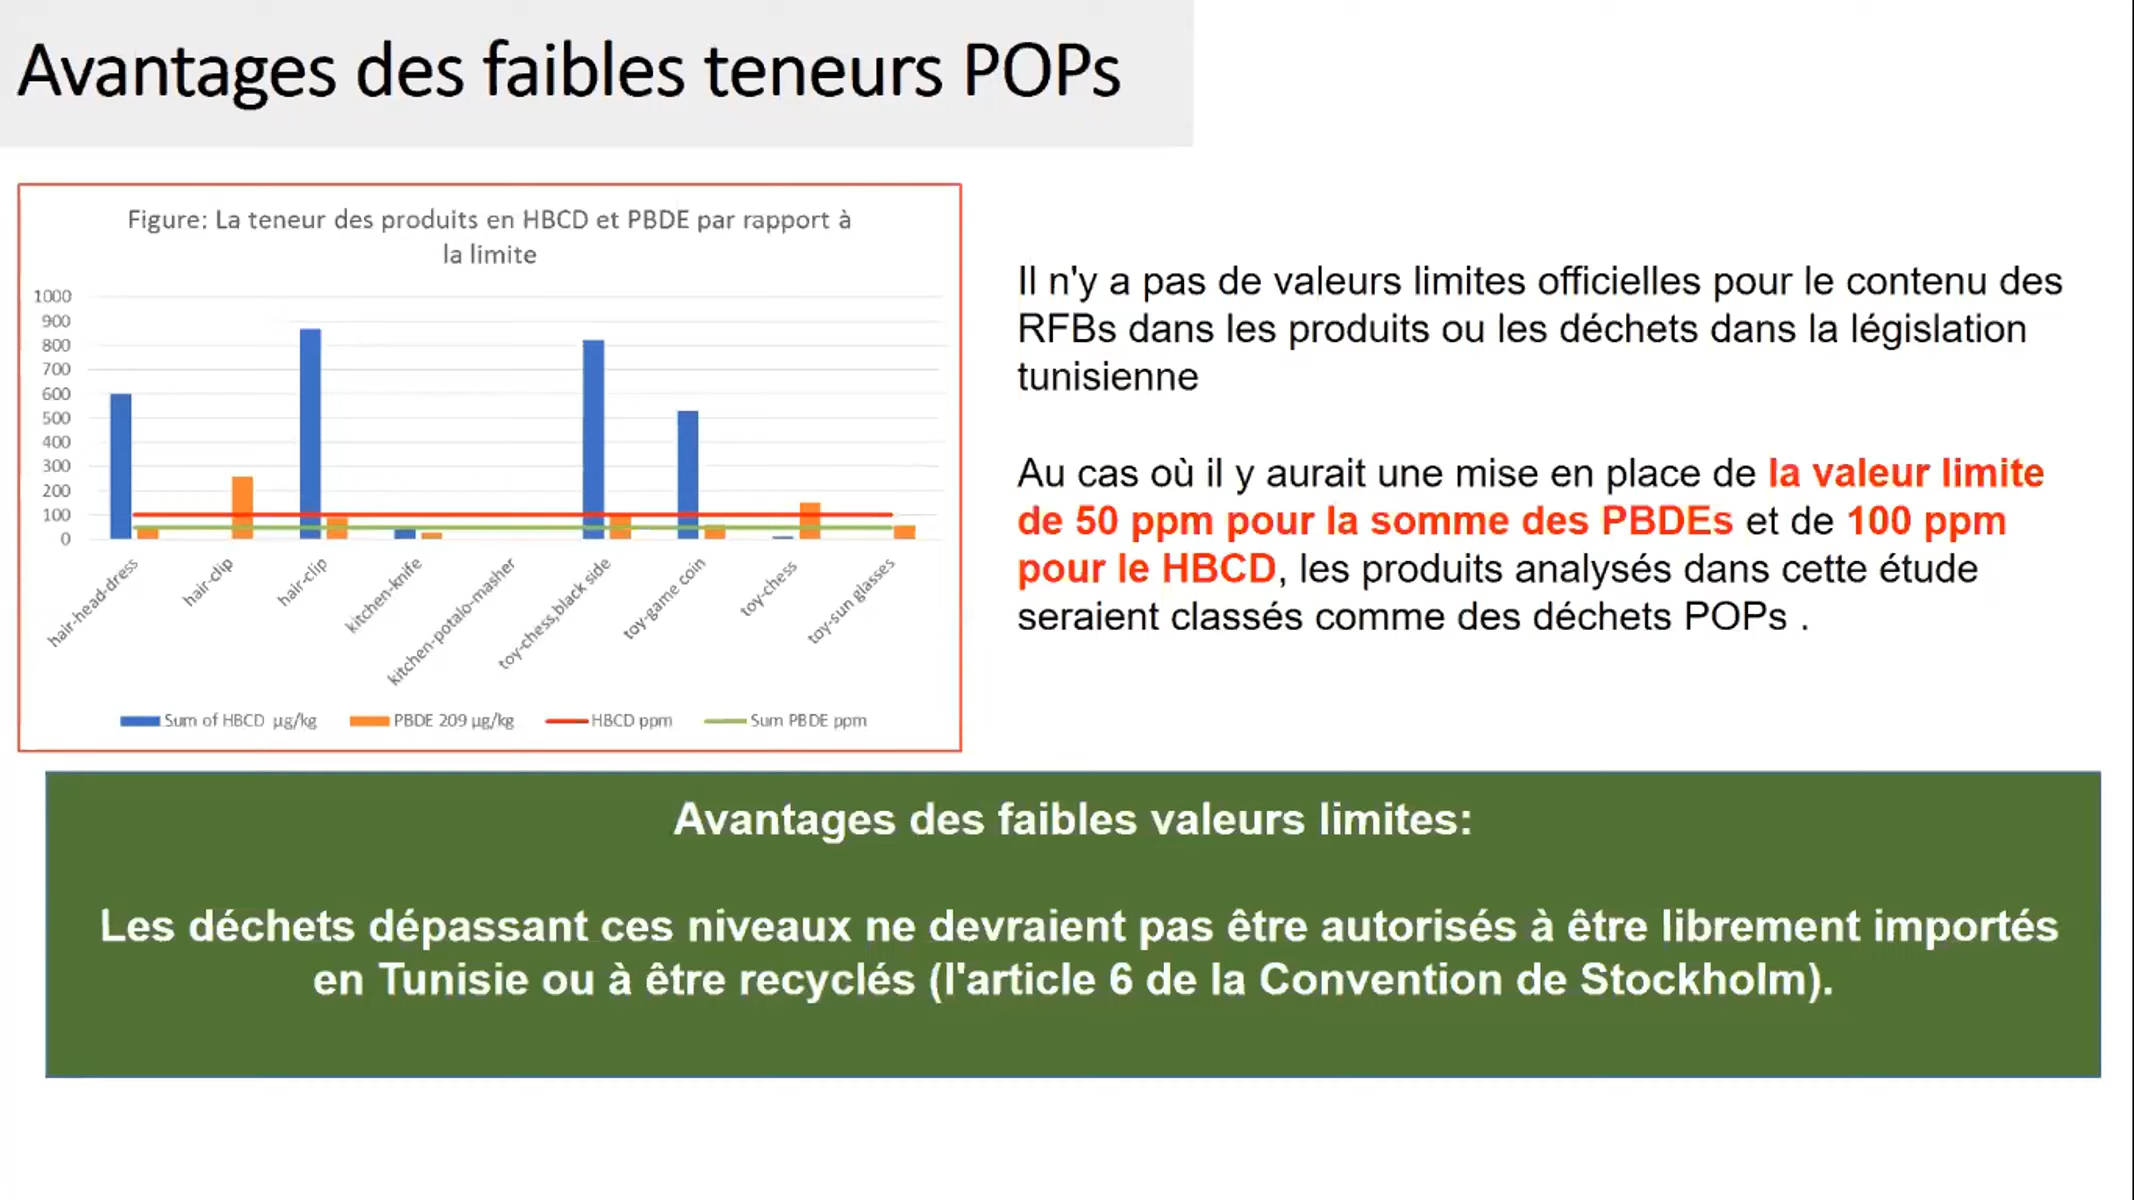 Avantages des faibles teneurs POPs
Figure: La teneur des produits en HBCD et PBDE par rapport à
la limite
1000
900
800
700
600
500
400
300
200
100
0
hair-head-dress
hair-clip
hair-clip
kitchen-knife
kitchen-potalo-masher
toy-chess,black side
toy-game coin
toy-chess
toy-sun glasses
Sum of HBCD µg/kg
PBDE 209 µg/kg
HBCD ppm
Sum PBDE ppm
Il n'y a pas de valeurs limites officielles pour le contenu des
RFBs dans les produits ou les déchets dans la législation
tunisienne
Au cas où il y aurait une mise en place de la valeur limite
de 50 ppm pour la somme des PBDEs et de 100 ppm
pour le HBCD, les produits analysés dans cette étude
seraient classés comme des déchets POPs .
Avantages des faibles valeurs limites:
Les déchets dépassant ces niveaux ne devraient pas être autorisés à être librement importés
en Tunisie ou à être recyclés (l'article 6 de la Convention de Stockholm).